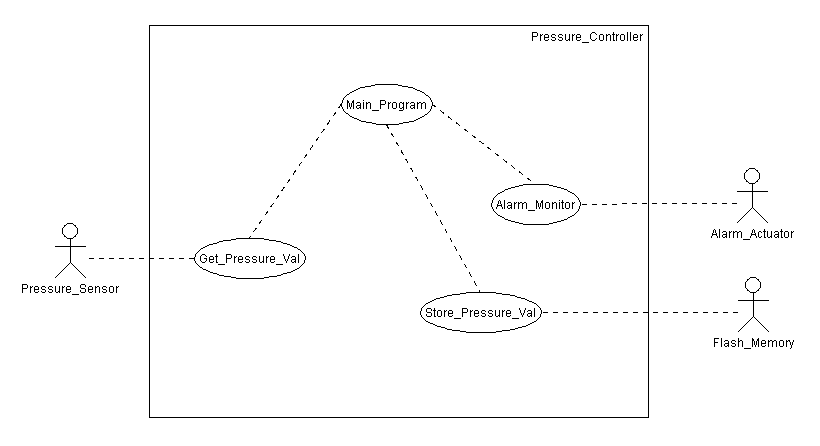 Pressure_Controller
Main_Program
Alarm_Monitor
Alarm_Actuator
Get_Pressure_Val
Pressure_Sensor
Store_Pressure_Val
Flash_Memory